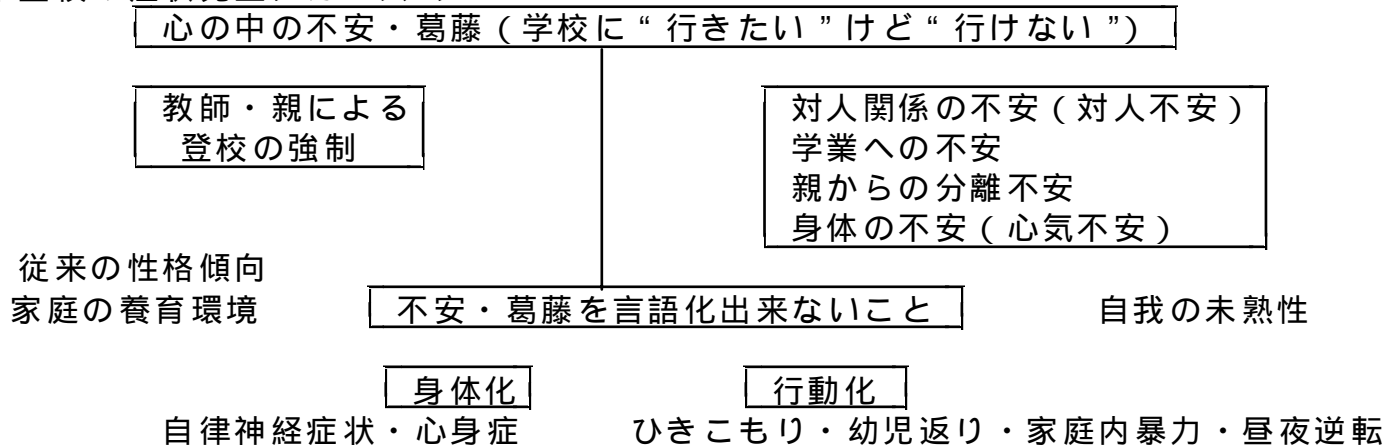 心の中の不安・葛藤（学校に“行きたい”けど“行けない”）
教師・親による
登校の強制
対人関係の不安（対人不安）
学業への不安
親からの分離不安
身体の不安（心気不安）
従来の性格傾向
家庭の養育環境
不安・葛藤を言語化出来ないこと
自我の未熟性
身体化
行動化
自律神経症状・心身症
ひきこもり・幼児返り・家庭内暴力・昼夜逆転